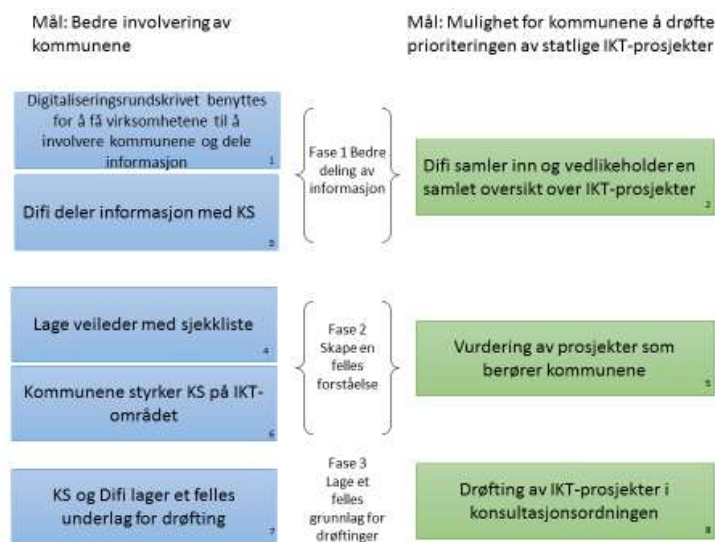 Mål: Bedre involvering av
kommunene
Mål: Mulighet for kommunene å drøfte
prioriteringen av statlige IKT-prosjekter
Digitaliseringsrundskrivet benyttes
for å få virksomhetene til å
involvere kommunene og dele
informasjon
1
Difi deler informasjon med KS
3
Fase 1 Bedre
deling av
informasjon
Difi samler inn og vedlikeholder en
samlet oversikt over IKT-prosjekter
2
Lage veileder med sjekkliste
4
Kommunene styrker KS på IKT-
området
6
Fase 2
Skape en
felles
forståelse
Vurdering av prosjekter som
berører kommunene
5
KS og Difi lager et felles
underlag for drøfting
7
Fase 3
Lage et
felles
grunnlag for
drøftinger
Drøfting av IKT-prosjekter i
konsultasjonsordningen
8